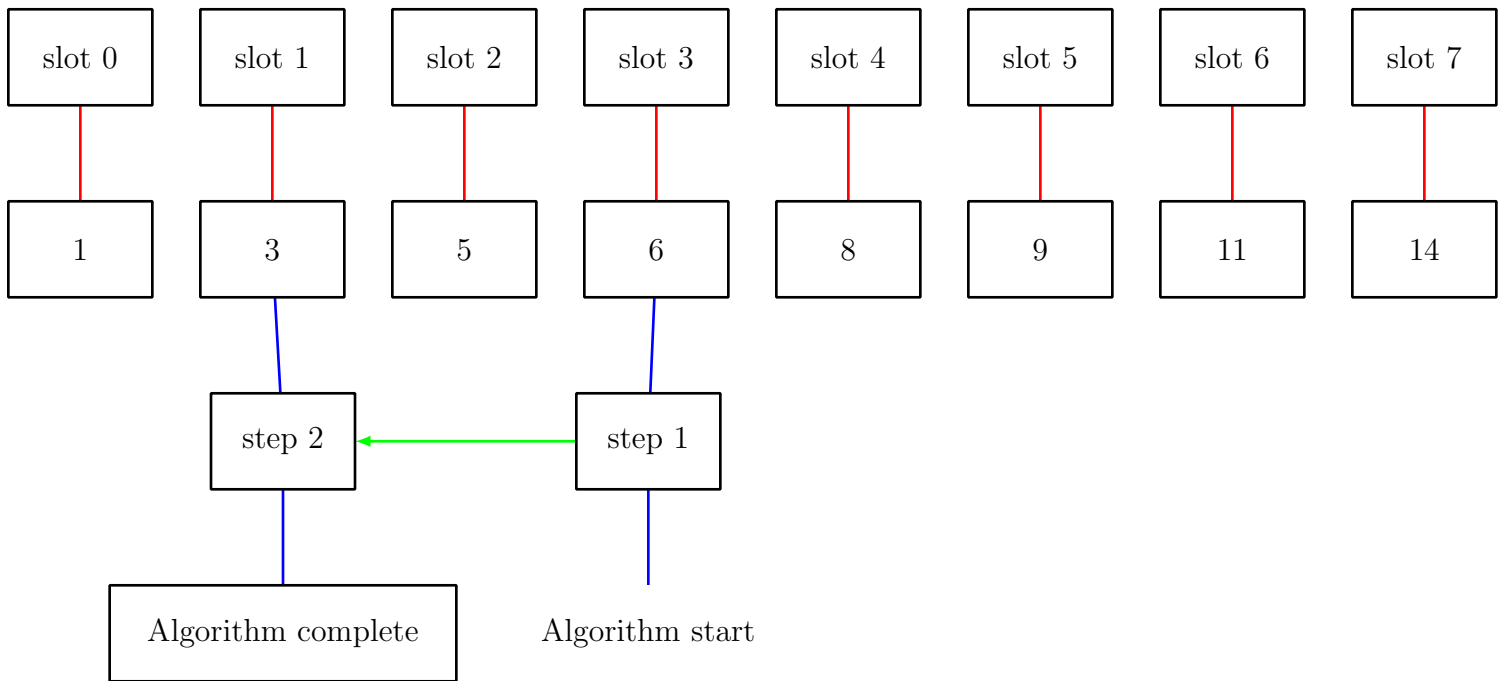 slot 0 slot 1 slot 2 slot 3 slot 4 slot 5 slot 6 slot 7
1 3 5 6 8 9 11 14
step 2 step 1
Algorithm complete Algorithm start